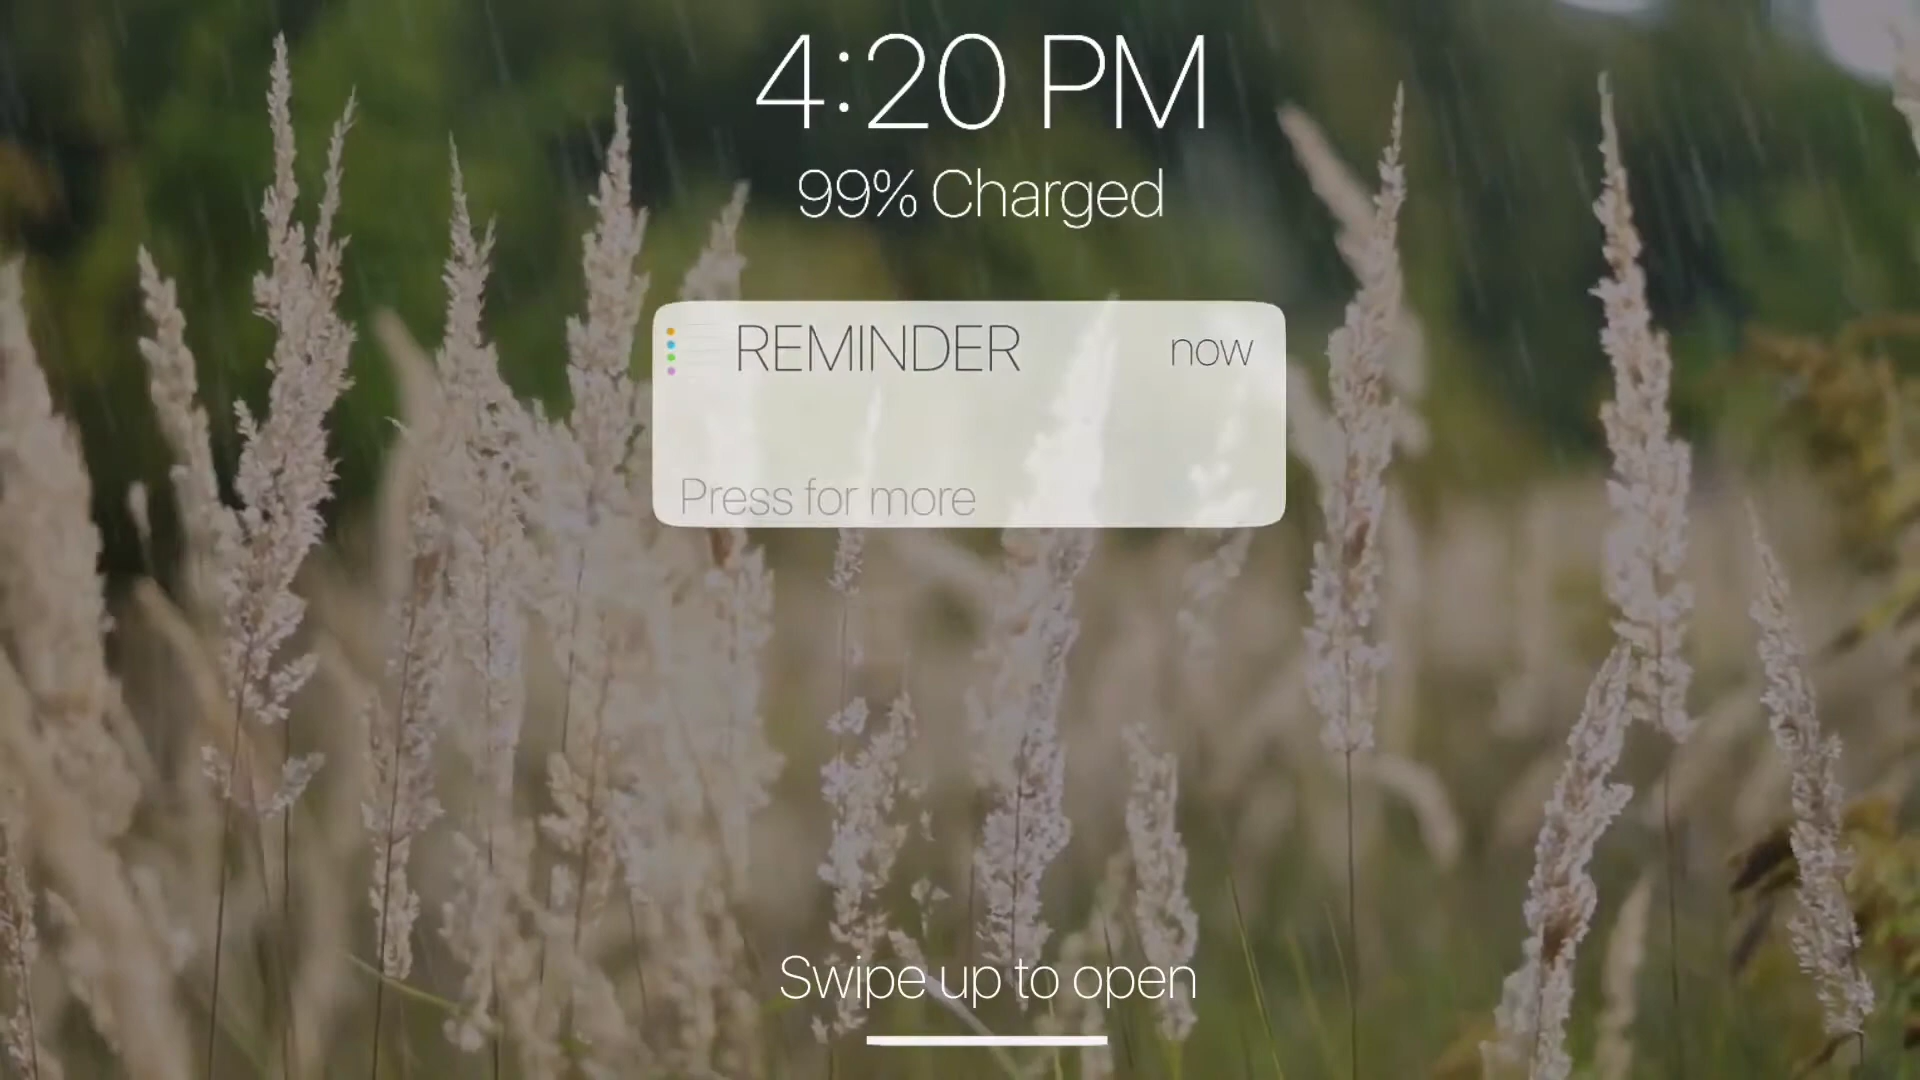 4:20 PM
99% Charged
REMINDER now
Press for more
Swipe up to open